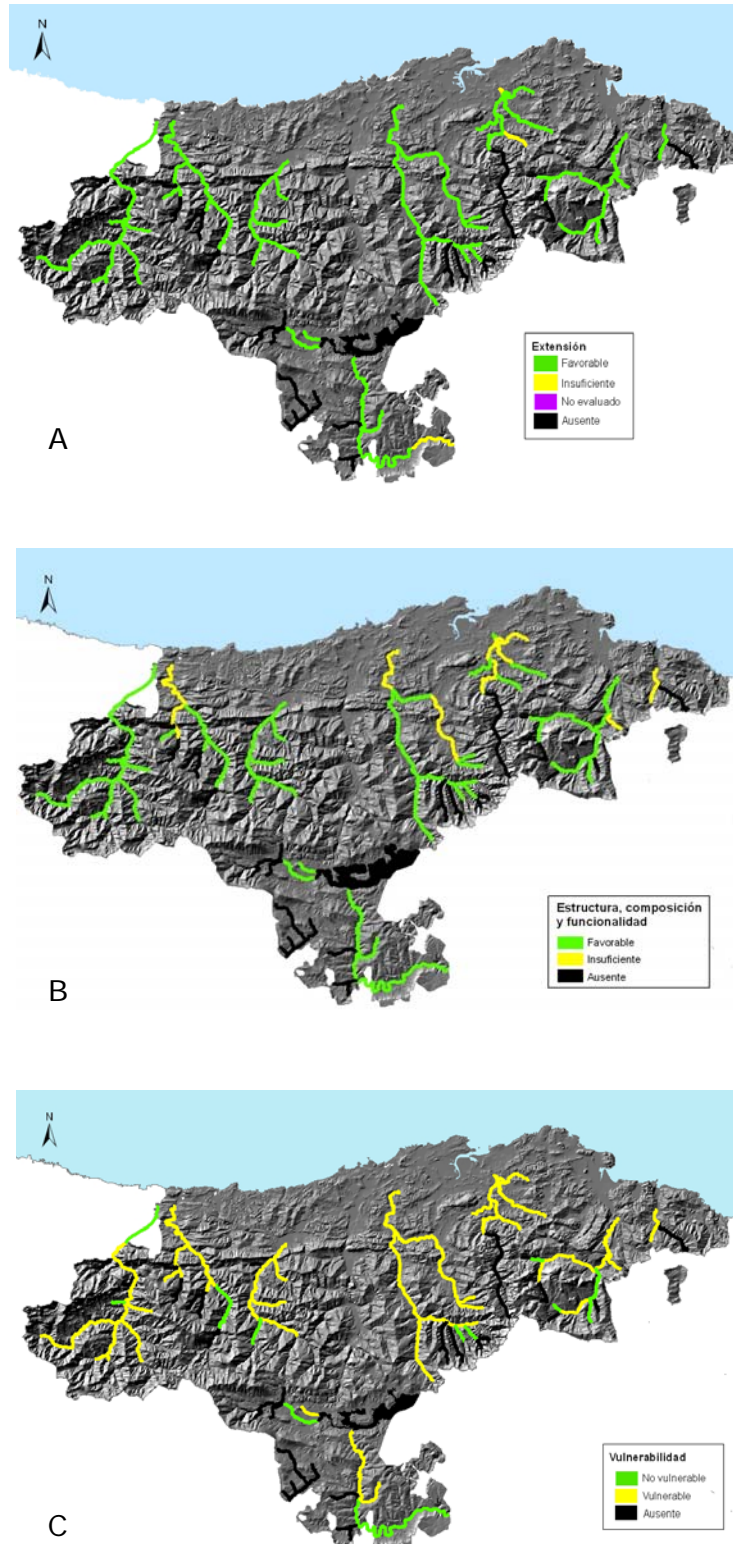 N
Extensión
Favorable
Insuficiente
No evaluado
Ausente
A
N
Estructura, composición
y funcionalidad
Favorable
Insuficiente
Ausente
B
N
Vulnerabilidad
No vulnerable
Vulnerable
Ausente
C